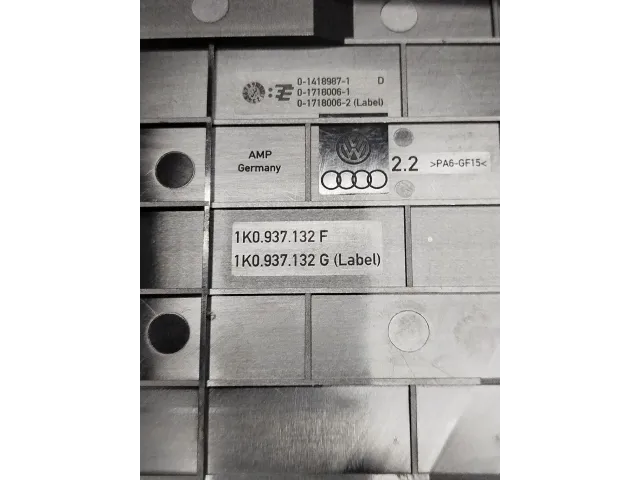 0-1418987-1 D
0-1718006-1
0-1718006-2 (Label)
AMP
Germany
2.2 >PA6-GF15<
1K0.937.132 F
1K0.937.132 G (Label)